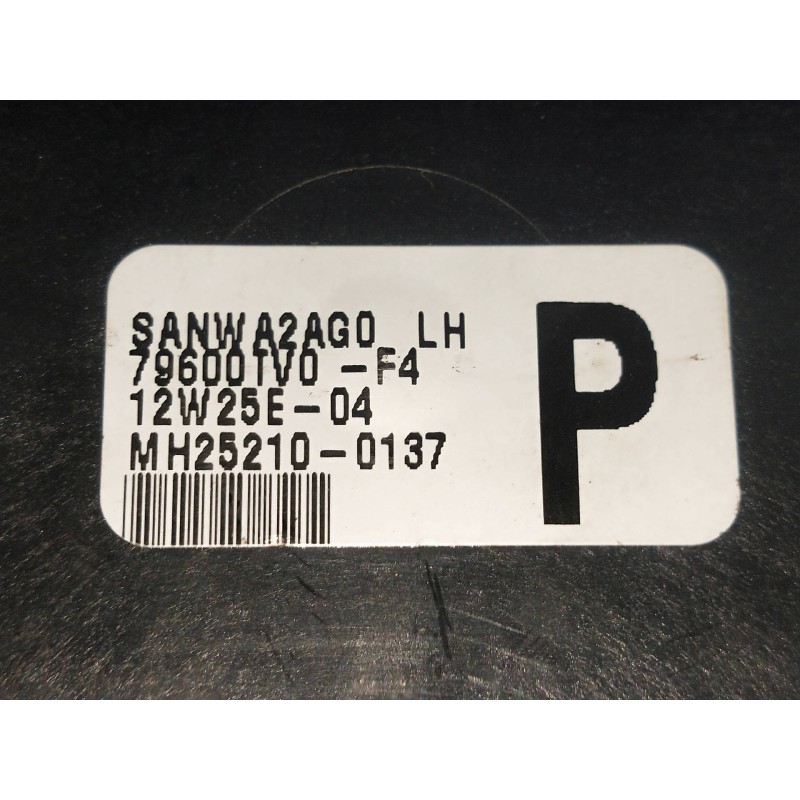 SANWA2AG0 LH
79600TV0 -F4
12W25E-04
MH25210-0137
P